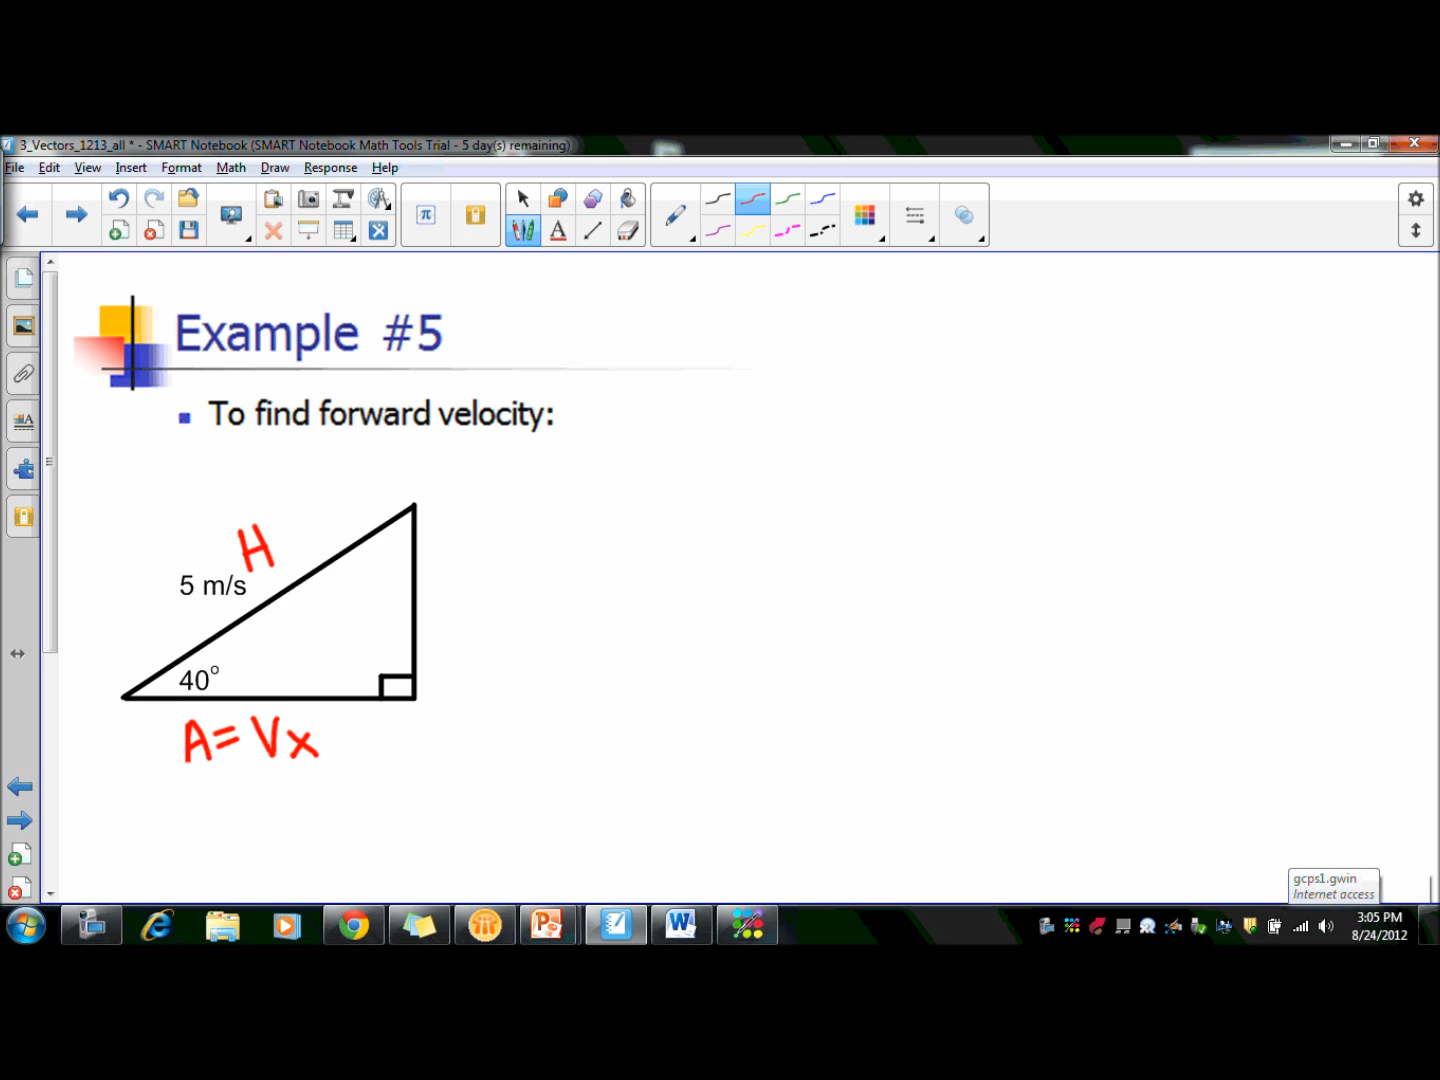 3_Vectors_1213_all * - SMART Notebook (SMART Notebook Math Tools Trial - 5 day(s) remaining)
File Edit View Insert Format Math Draw Response Help
π
A
Example #5
To find forward velocity:
H
5 m/s
40°
A = Vx
gcps1.gwin
Internet access
3:05 PM
8/24/2012